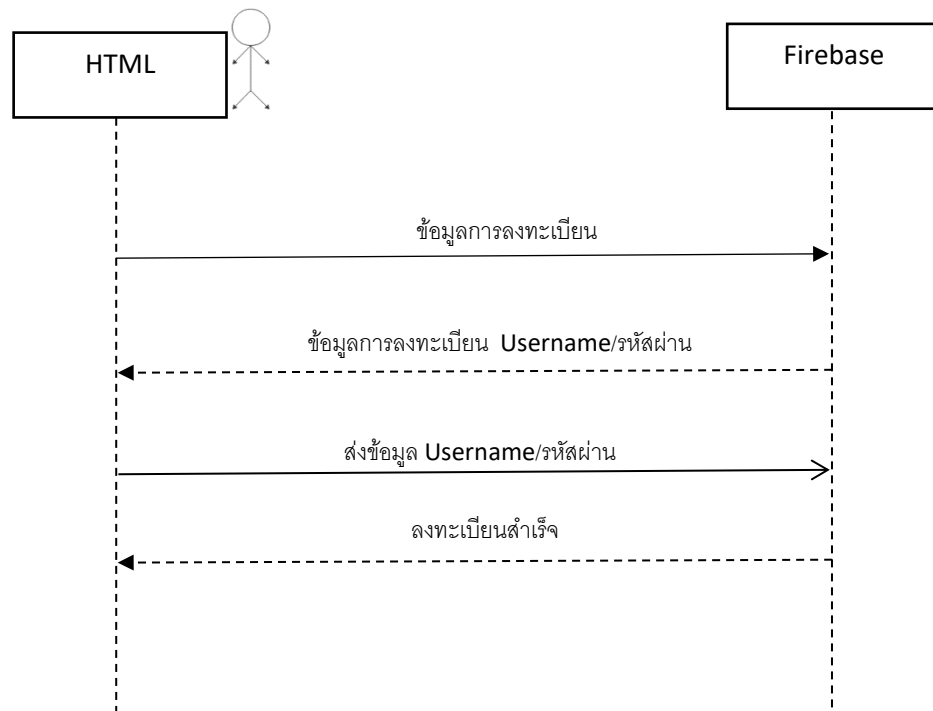 HTML
Firebase
ข้อมูลการลงทะเบียน
ข้อมูลการลงทะเบียน Username/รหัสผ่าน
ส่งข้อมูล Username/รหัสผ่าน
ลงทะเบียนสำเร็จ